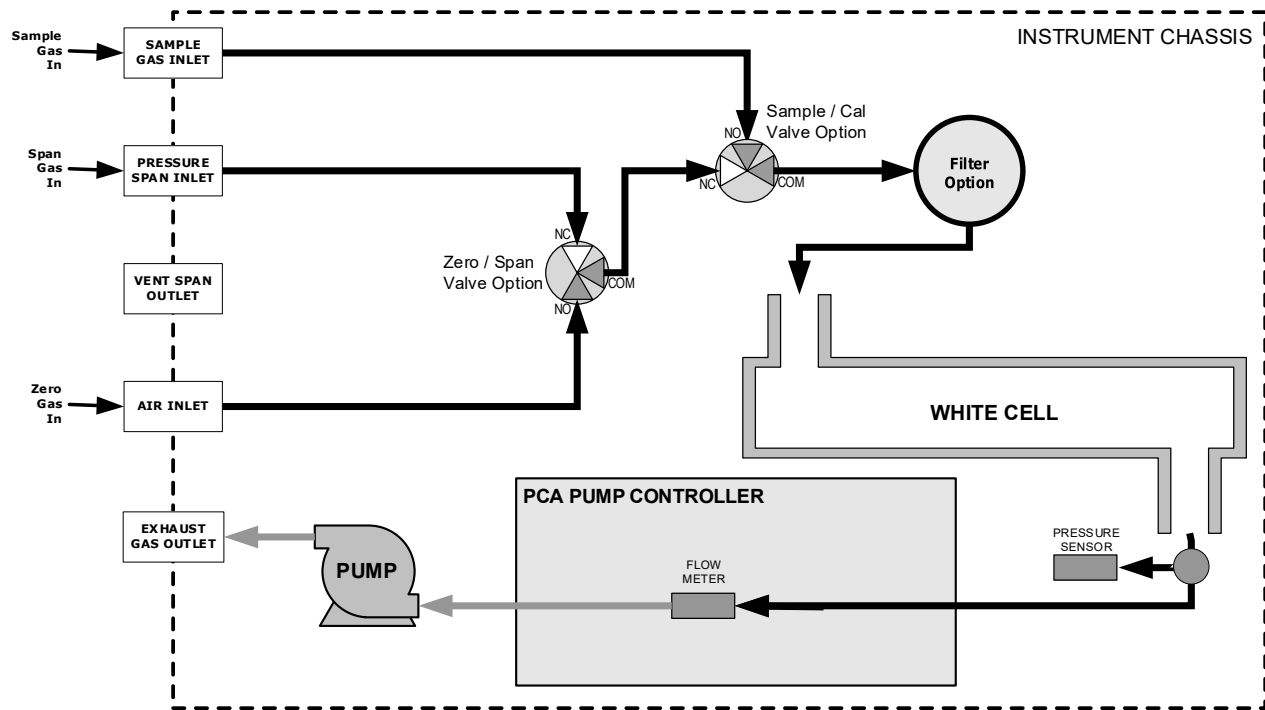 INSTRUMENT CHASSIS
Sample
Gas
In
SAMPLE
GAS INLET
Sample / Cal
Valve Option
NO
NC
COM
Span
Gas
In
PRESSURE
SPAN INLET
Filter
Option
NC
Zero / Span
Valve Option
COM
NO
VENT SPAN
OUTLET
Zero
Gas
In
AIR INLET
WHITE CELL
PCA PUMP CONTROLLER
EXHAUST
GAS OUTLET
PUMP
FLOW
METER
PRESSURE
SENSOR